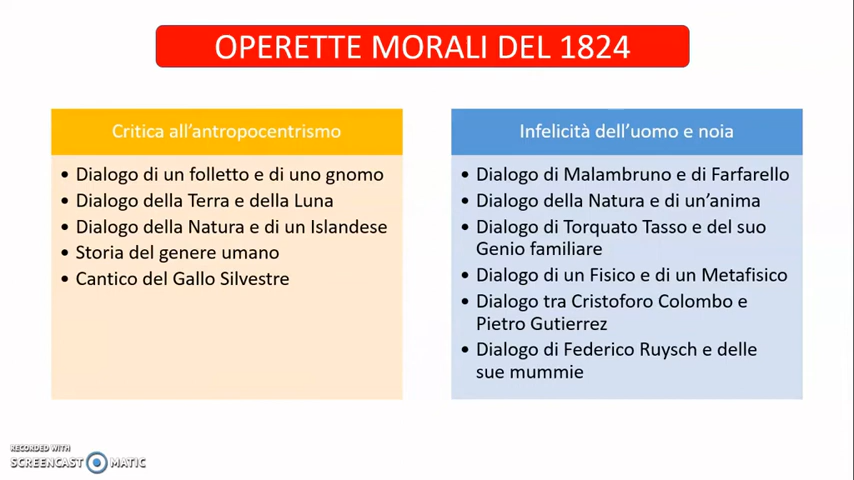 OPERETTE MORALI DEL 1824
Critica all'antropocentrismo
• Dialogo di un folletto e di uno gnomo
• Dialogo della Terra e della Luna
• Dialogo della Natura e di un Islandese
• Storia del genere umano
• Cantico del Gallo Silvestre
Infelicità dell'uomo e noia
• Dialogo di Malambruno e di Farfarello
• Dialogo della Natura e di un'anima
• Dialogo di Torquato Tasso e del suo
Genio familiare
• Dialogo di un Fisico e di un Metafisico
• Dialogo tra Cristoforo Colombo e
Pietro Gutierrez
• Dialogo di Federico Ruysch e delle
sue mummie
RECORDED WITH
SCREENCAST MATIC